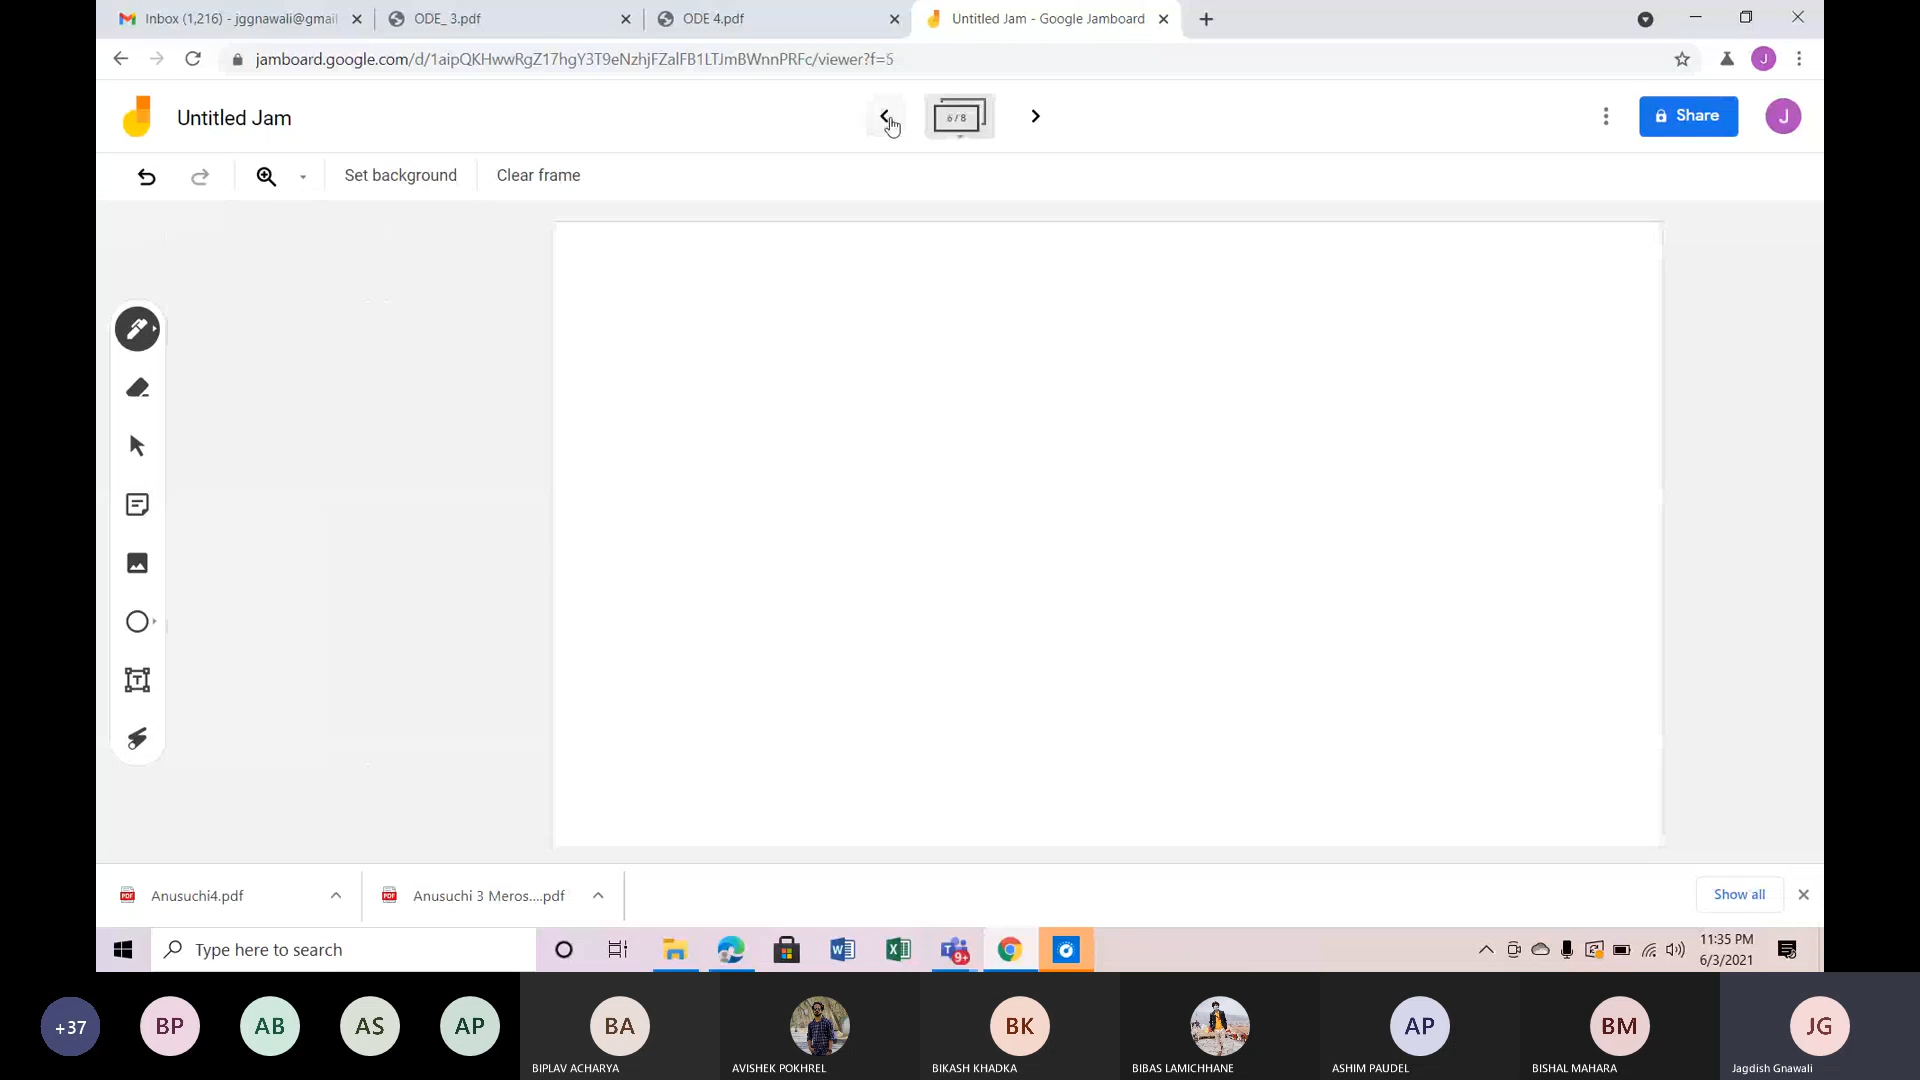 Inbox (1,216) - jggnawali@gmail
ODE_ 3.pdf
ODE 4.pdf
Untitled Jam - Google Jamboard
jamboard.google.com/d/1aipQKHwwRgZ17hgY3T9eNzhjFZalFB1LTJmBWnnPRFc/viewer?f=5
J
Untitled Jam
6 / 8
Share
J
Set background
Clear frame
Anusuchi4.pdf
Anusuchi 3 Meros....pdf
Show all
Type here to search
9+
11:35 PM
6/3/2021
+37
BP
AB
AS
AP
BA
BK
AP
BM
JG
BIPLAV ACHARYA
AVISHEK POKHREL
BIKASH KHADKA
BIBAS LAMICHHANE
ASHIM PAUDEL
BISHAL MAHARA
Jagdish Gnawali